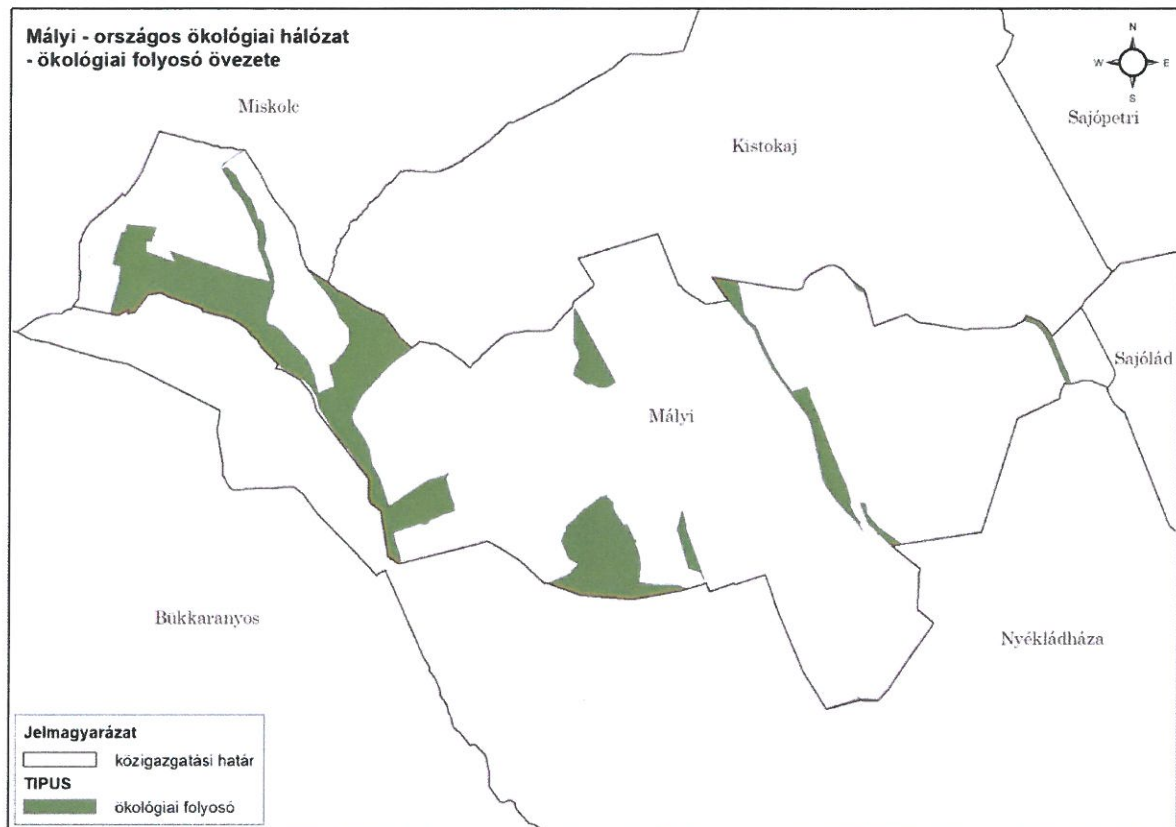 Mályi - országos ökológiai hálózat
- ökológiai folyosó övezete
N
W
E
S
Miskolc
Sajópetri
Kistokaj
Sajólád
Mályi
Bükkaranyos
Nyékládháza
Jelmagyarázat
közigazgatási határ
TIPUS
ökológiai folyosó